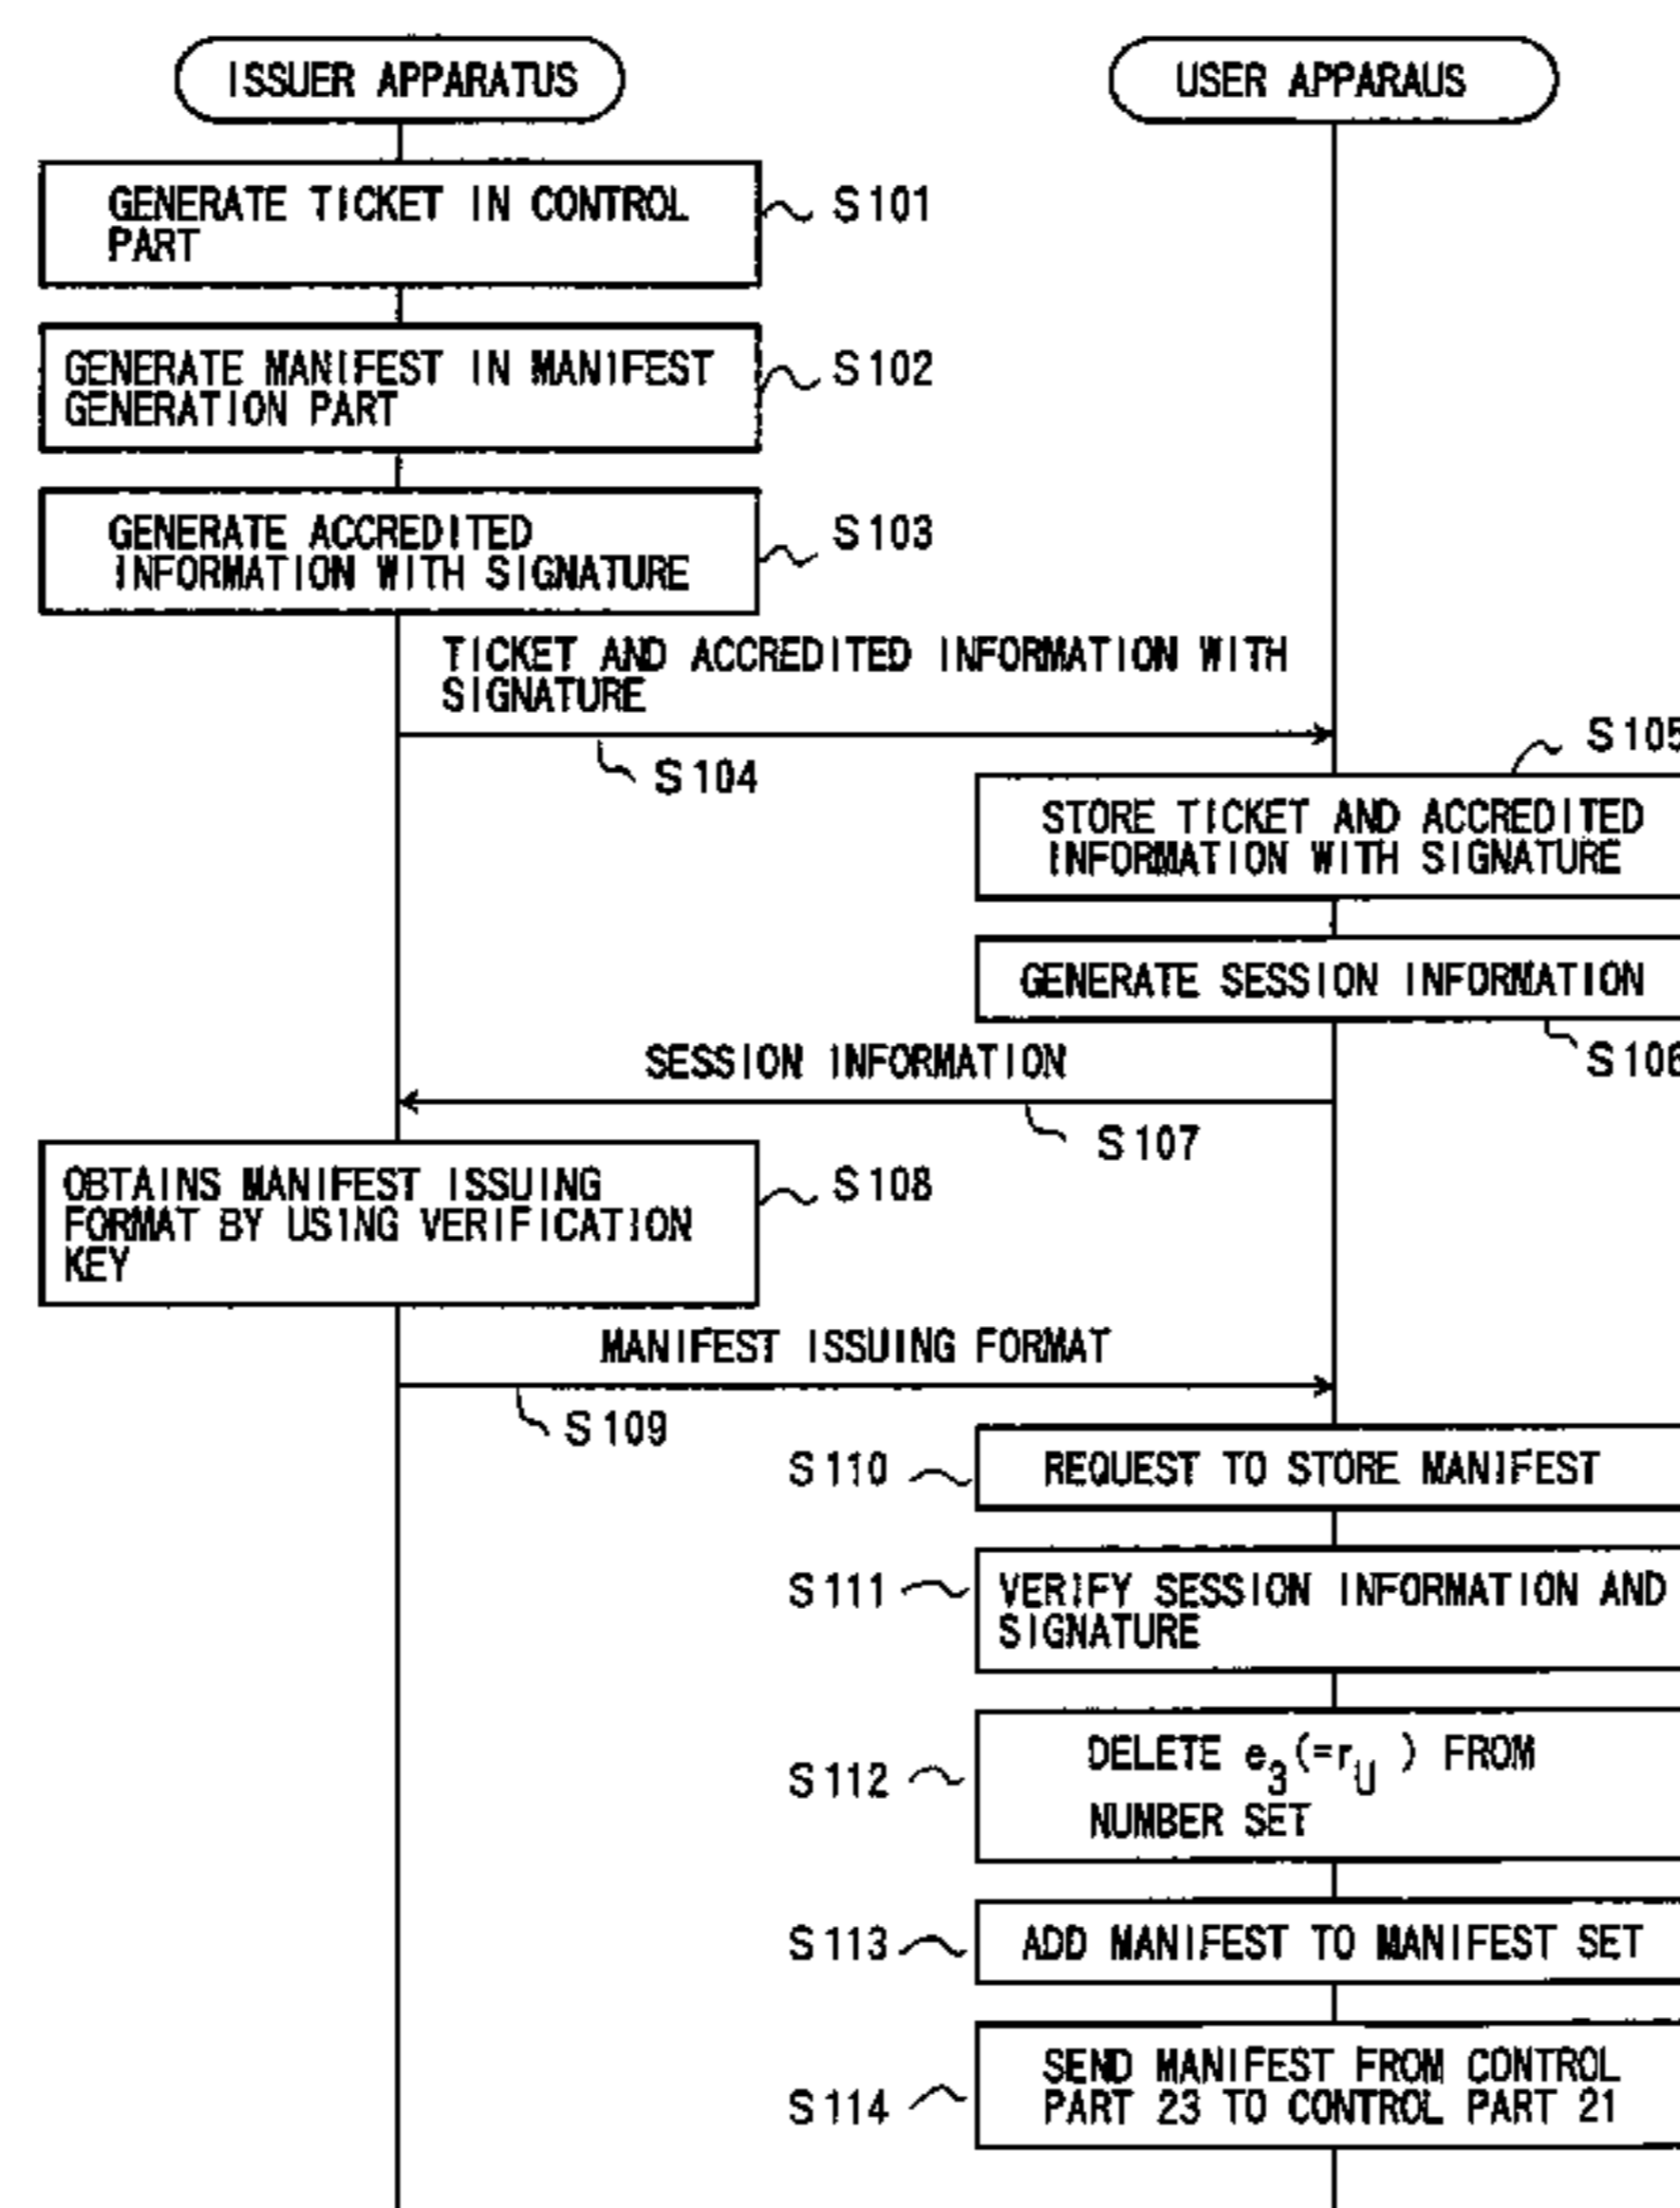 ISSUER APPARATUS
USER APPARAUS
GENERATE TICKET IN CONTROL
PART
S101
GENERATE MANIFEST IN MANIFEST
GENERATION PART
S102
GENERATE ACCREDITED
INFORMATION WITH SIGNATURE
S103
TICKET AND ACCREDITED INFORMATION WITH
SIGNATURE
S104
S105
STORE TICKET AND ACCREDITED
INFORMATION WITH SIGNATURE
GENERATE SESSION INFORMATION
S106
SESSION INFORMATION
S107
OBTAINS MANIFEST ISSUING
FORMAT BY USING VERIFICATION
KEY
S108
MANIFEST ISSUING FORMAT
S109
S110
REQUEST TO STORE MANIFEST
S111
VERIFY SESSION INFORMATION AND
SIGNATURE
S112
DELETE e3(=rU ) FROM
NUMBER SET
S113
ADD MANIFEST TO MANIFEST SET
S114
SEND MANIFEST FROM CONTROL
PART 23 TO CONTROL PART 21